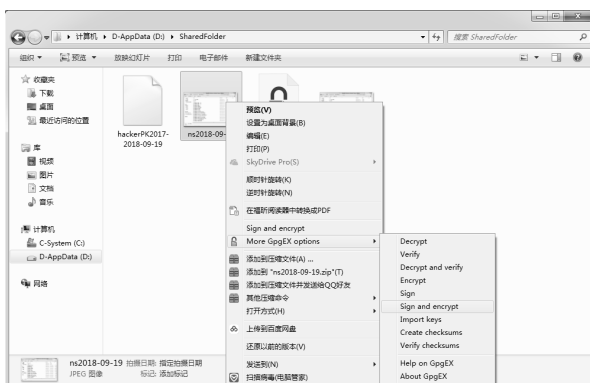 计算机 ▸ D-AppData (D:) ▸ SharedFolder
搜索 SharedFolder
组织 预览 放映幻灯片 打印 电子邮件 新建文件夹
收藏夹
下载
桌面
最近访问的位置
库
视频
图片
文档
音乐
计算机
C-System (C:)
D-AppData (D:)
网络
hackerPK2017-
2018-09-19
ns2018-09-
预览(V)
设置为桌面背景(B)
编辑(E)
打印(P)
SkyDrive Pro(S)
顺时针旋转(K)
逆时针旋转(N)
在福昕阅读器中转换成PDF
Sign and encrypt
More GpgEX options
添加到压缩文件(A) ...
添加到 "ns2018-09-19.zip"(T)
添加到压缩文件并发送给QQ好友
其他压缩命令
打开方式(H)
上传到百度网盘
还原以前的版本(V)
发送到(N)
扫描病毒(电脑管家)
Decrypt
Verify
Decrypt and verify
Encrypt
Sign
Sign and encrypt
Import keys
Create checksums
Verify checksums
Help on GpgEX
About GpgEX
ns2018-09-19 拍摄日期: 指定拍摄日期
JPEG 图像 标记: 添加标记